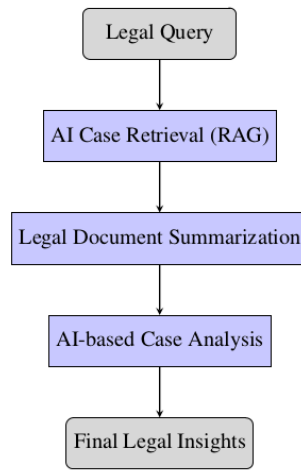 Legal Query
AI Case Retrieval (RAG)
Legal Document Summarization
AI-based Case Analysis
Final Legal Insights